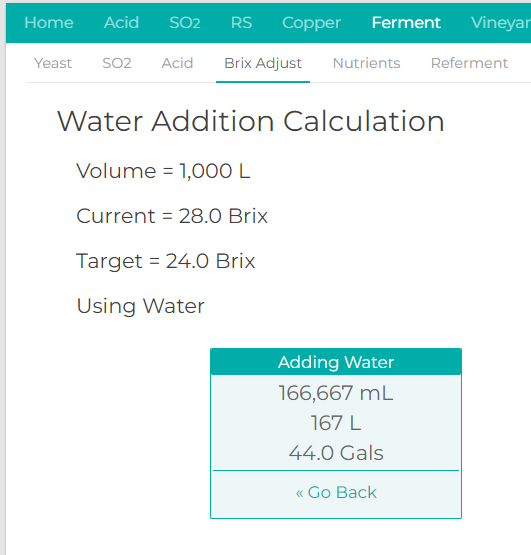 Home Acid SO2 RS Copper Ferment
Yeast SO2 Acid Brix Adjust Nutrients Referment
Water Addition Calculation
Volume = 1,000 L
Current = 28.0 Brix
Target = 24.0 Brix
Using Water
Adding Water
166,667 mL
167 L
44.0 Gals
« Go Back